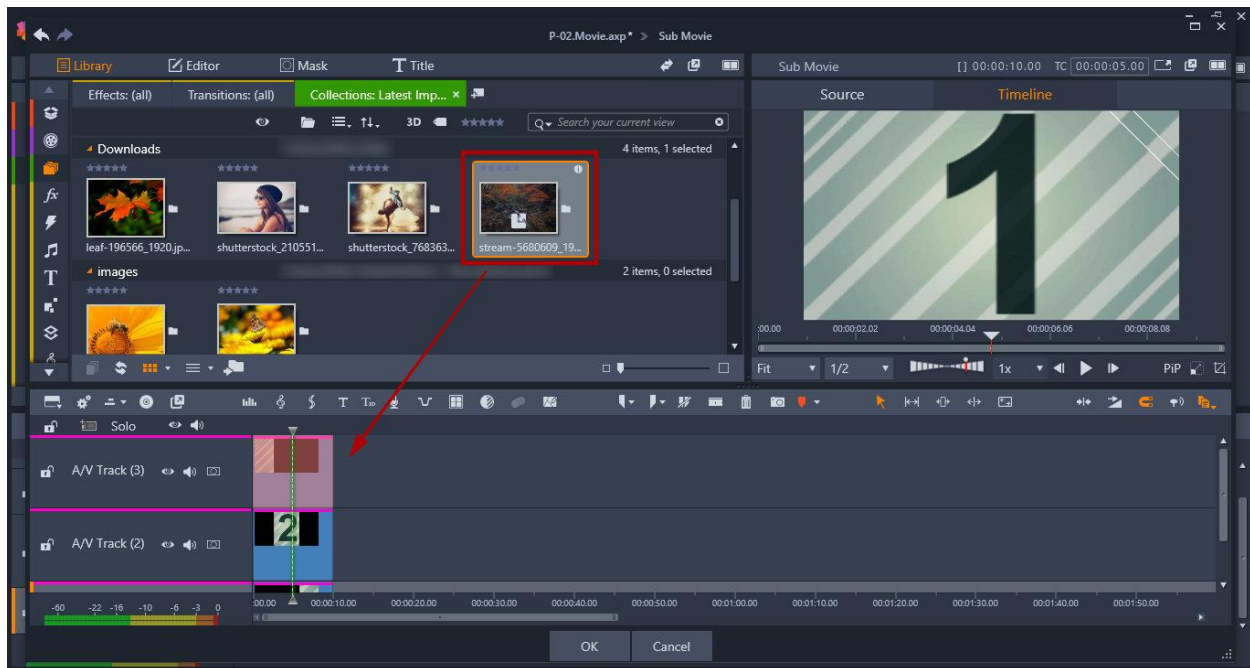 P-02.Movie.axp* > Sub Movie
Library Editor Mask T Title
Sub Movie [] 00:00:10.00 TC 00:00:05.00
Effects: (all) Transitions: (all) Collections: Latest Imp... ×
Source Timeline
3D Search your current view
Downloads 4 items, 1 selected
leaf-196566_1920.jp... shutterstock_210551... shutterstock_768363... stream-5680609_19...
images 2 items, 0 selected
1
:00.00 00:00:02.02 00:00:04.04 00:00:06.06 00:00:08.08
Fit 1/2 1x PiP
Solo
A/V Track (3)
A/V Track (2)
2
-60 -22 -16 -10 -6 -3 0
:00.00 00:00:10.00 00:00:20.00 00:00:30.00 00:00:40.00 00:00:50.00 00:01:00.00 00:01:10.00 00:01:20.00 00:01:30.00 00:01:40.00 00:01:50.00
OK Cancel